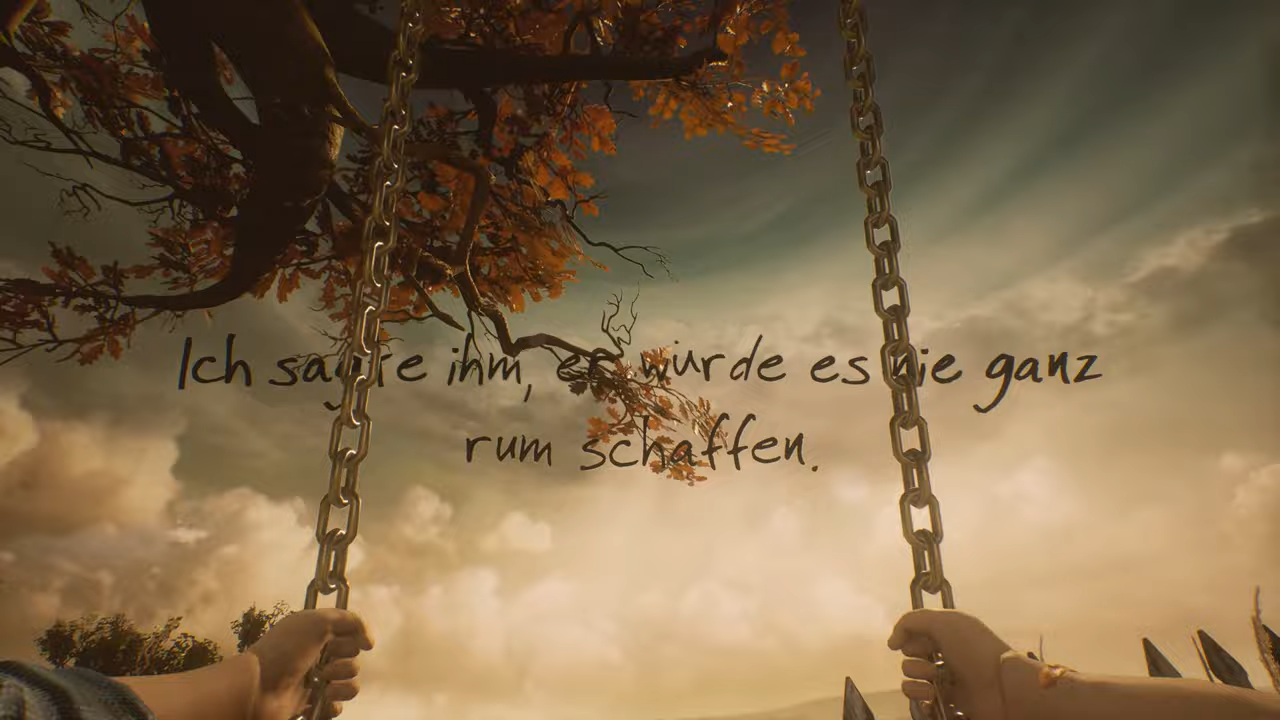 Ich sagte ihm, er würde es nie ganz
rum schaffen.